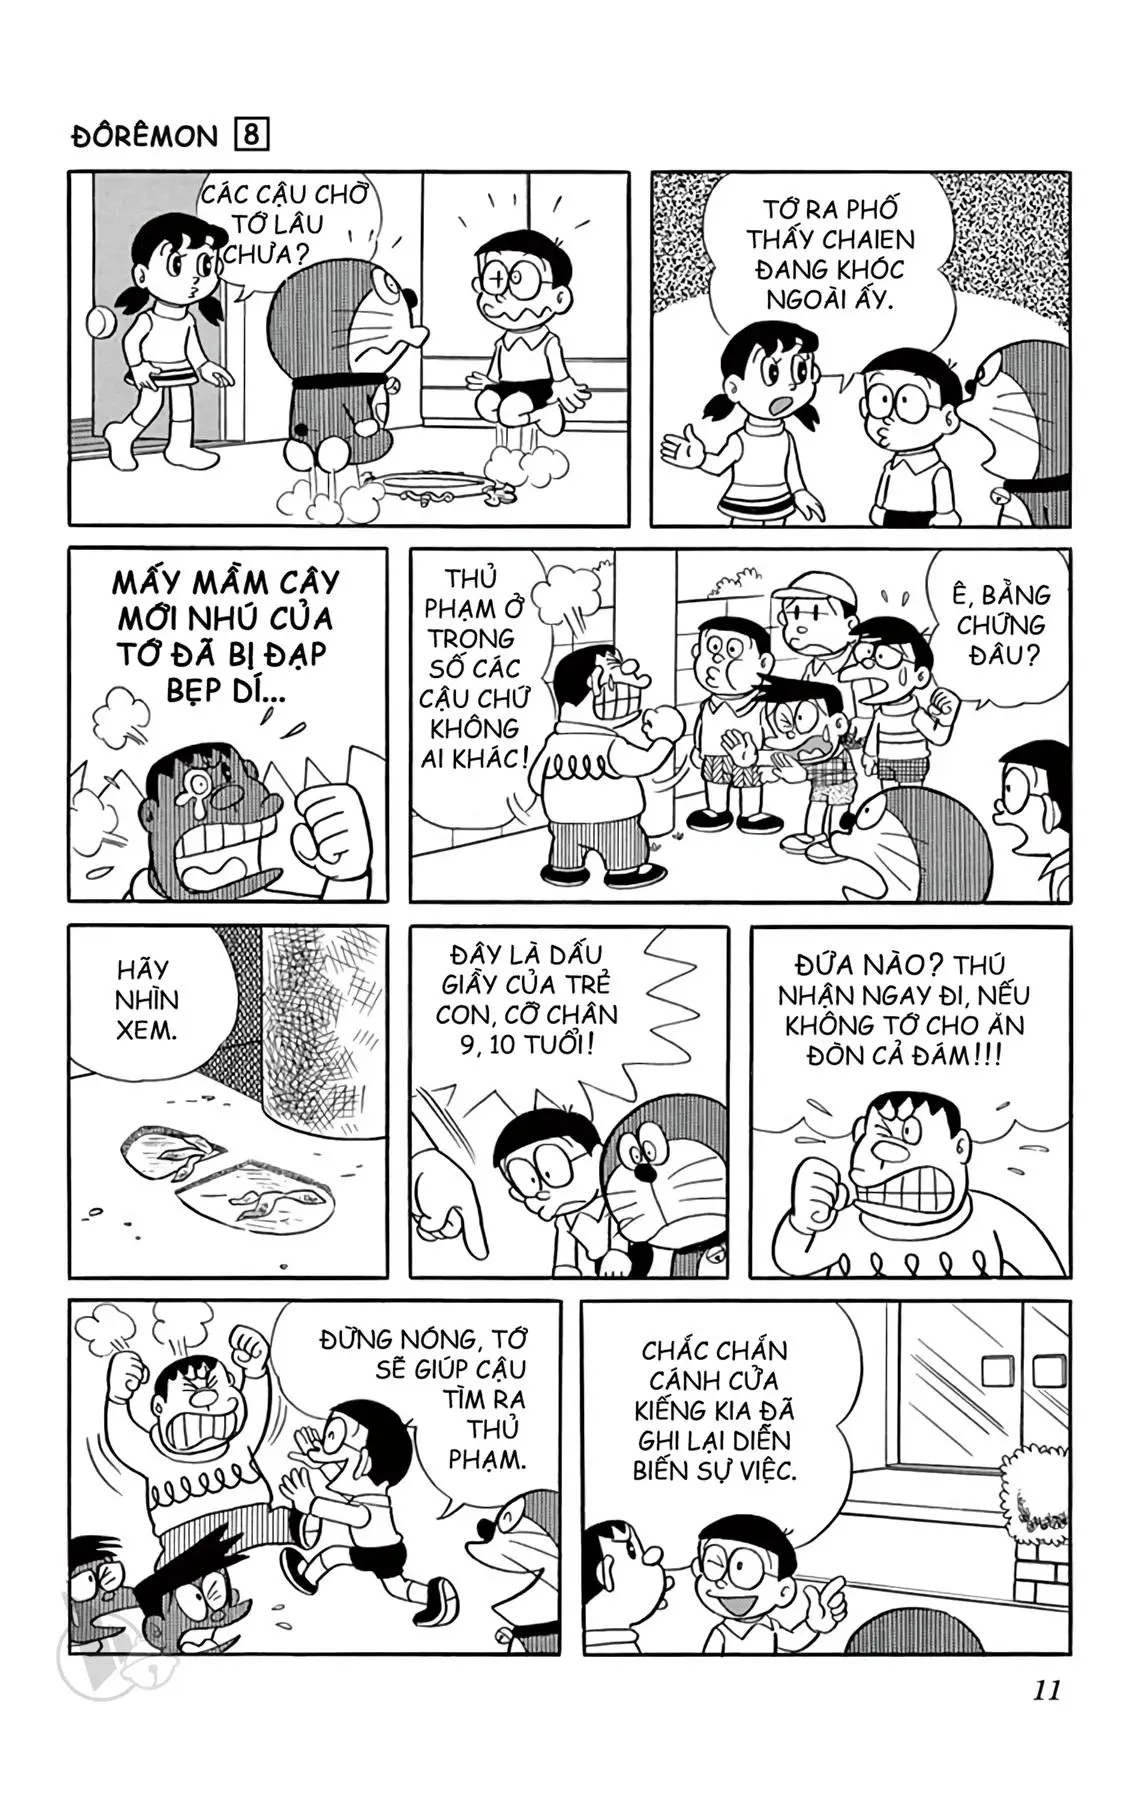 ĐÔRÊMON 8
CÁC CẬU CHỜ
TỚ LÂU
CHƯA?
TỚ RA PHỐ
THẤY CHAIEN
ĐANG KHÓC
NGOÀI ẤY.
MẤY MẦM CÂY
MỚI NHÚ CỦA
TỚ ĐÃ BỊ ĐẠP
BẸP DÍ...
THỦ
PHẠM Ở
TRONG
SỐ CÁC
CẬU CHỨ
KHÔNG
AI KHÁC!
Ê, BẰNG
CHỨNG
ĐÂU?
HÃY
NHÌN
XEM.
ĐÂY LÀ DẤU
GIẦY CỦA TRẺ
CON, CỠ CHÂN
9, 10 TUỔI!
ĐỨA NÀO? THÚ
NHẬN NGAY ĐI, NẾU
KHÔNG TỚ CHO ĂN
ĐÒN CẢ ĐÁM!!!
ĐỪNG NÓNG, TỚ
SẼ GIÚP CẬU
TÌM RA
THỦ
PHẠM.
CHẮC CHẮN
CÁNH CỬA
KIẾNG KIA ĐÃ
GHI LẠI DIỄN
BIẾN SỰ VIỆC.
11